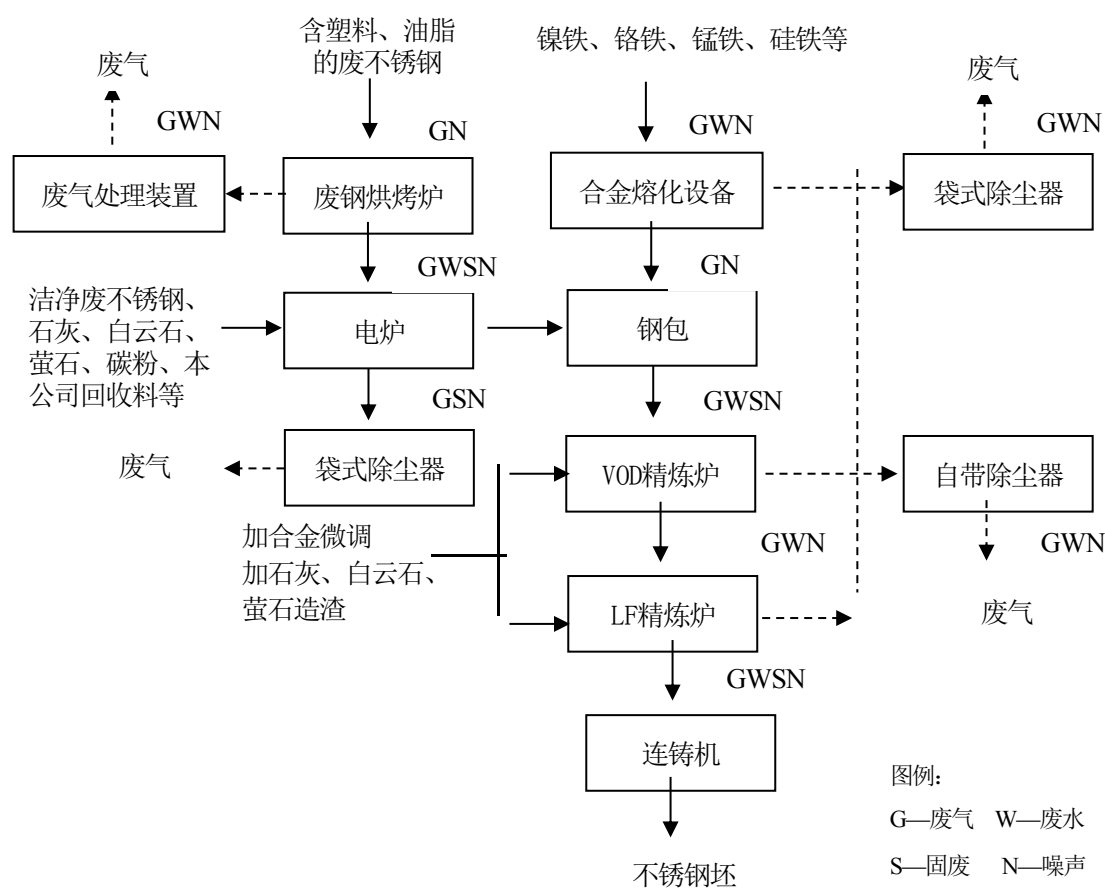 含塑料、油脂
的废不锈钢
镍铁、铬铁、锰铁、硅铁等
废气
废气
GWN
GN
GWN
GWN
废气处理装置
废钢烘烤炉
合金熔化设备
袋式除尘器
GWSN
GN
洁净废不锈钢、
石灰、白云石、
萤石、碳粉、本
公司回收料等
电炉
钢包
GSN
GWSN
废气
袋式除尘器
VOD精炼炉
自带除尘器
加合金微调
加石灰、白云石、
萤石造渣
GWN
GWN
LF精炼炉
废气
GWSN
连铸机
图例：
G—废气 W—废水
S—固废 N—噪声
不锈钢坯